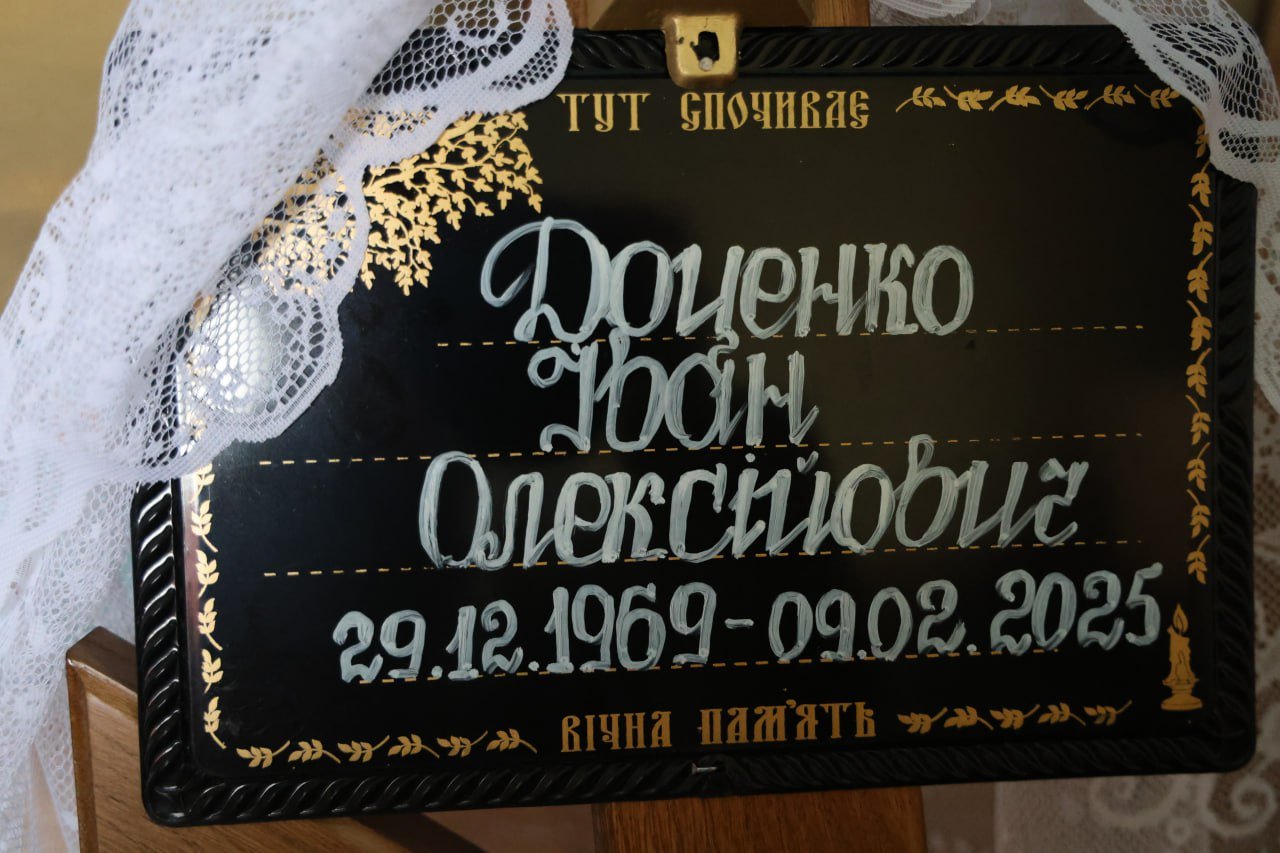 ТУТ СПОЧИВАЄ
Доценко
Іван
Олексійович
29.12.1969-09.02.2025
ВІЧНА ПАМ'ЯТЬ